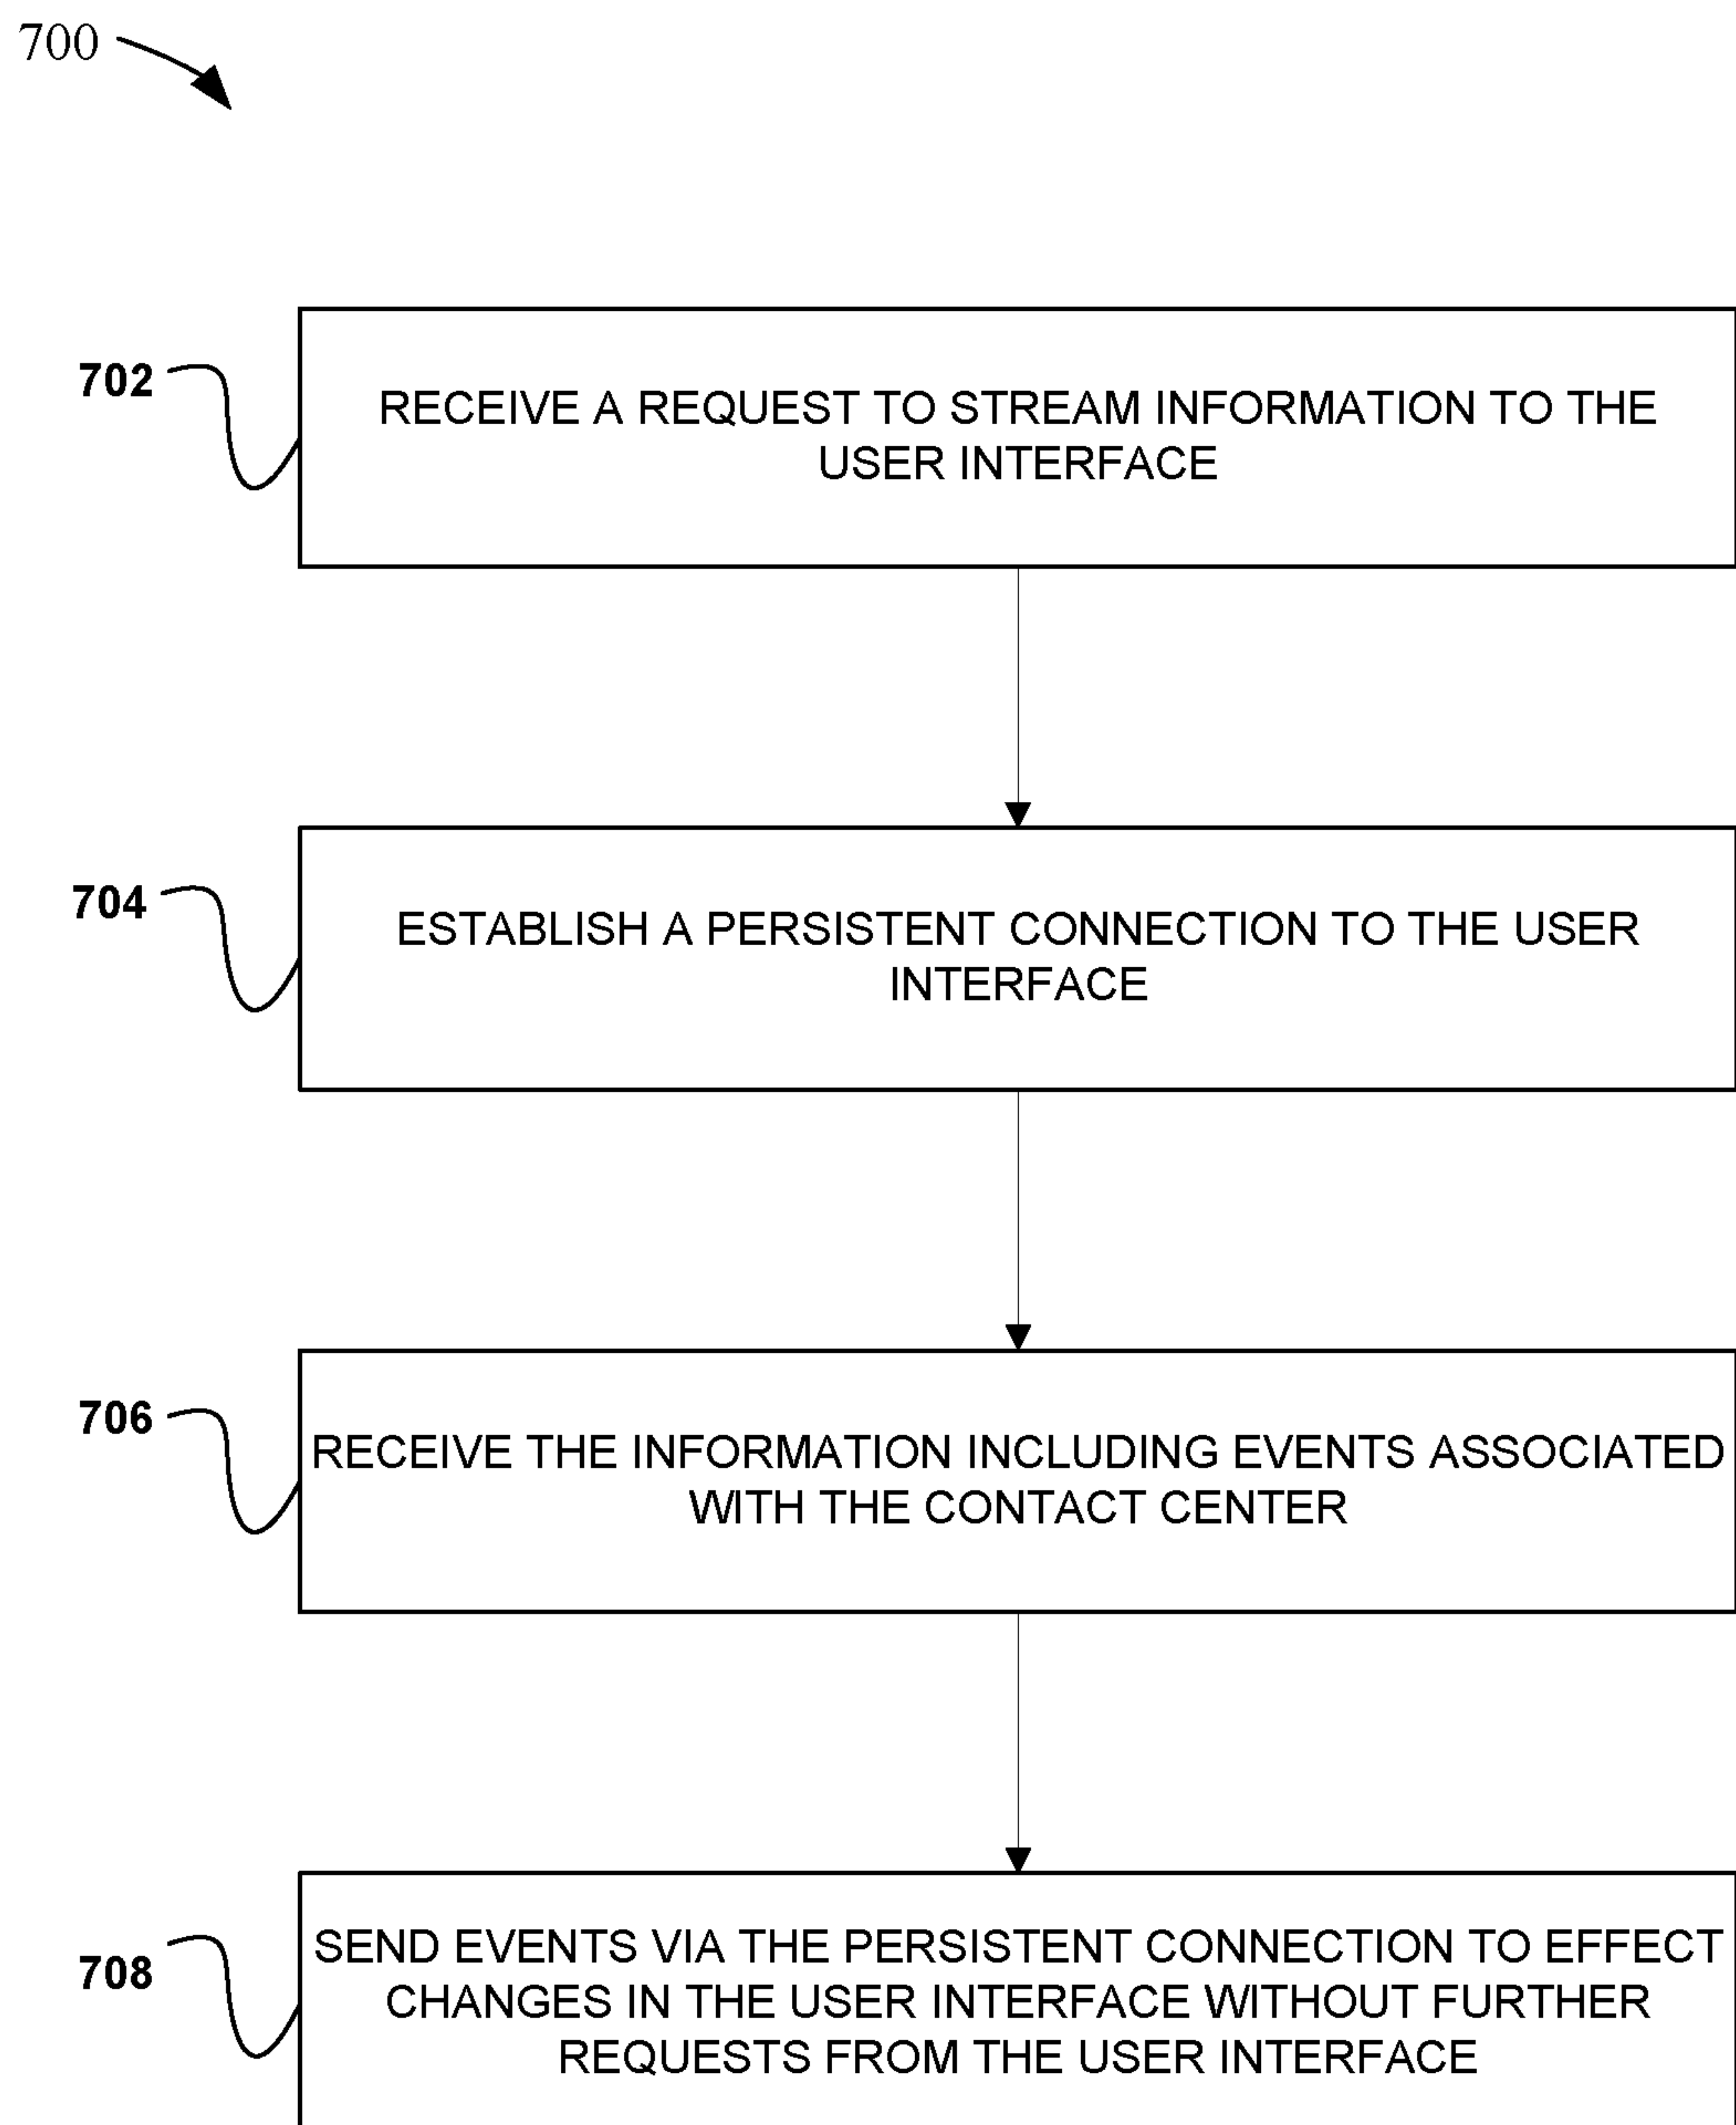 700
702
RECEIVE A REQUEST TO STREAM INFORMATION TO THE
USER INTERFACE
704
ESTABLISH A PERSISTENT CONNECTION TO THE USER
INTERFACE
706
RECEIVE THE INFORMATION INCLUDING EVENTS ASSOCIATED
WITH THE CONTACT CENTER
708
SEND EVENTS VIA THE PERSISTENT CONNECTION TO EFFECT
CHANGES IN THE USER INTERFACE WITHOUT FURTHER
REQUESTS FROM THE USER INTERFACE